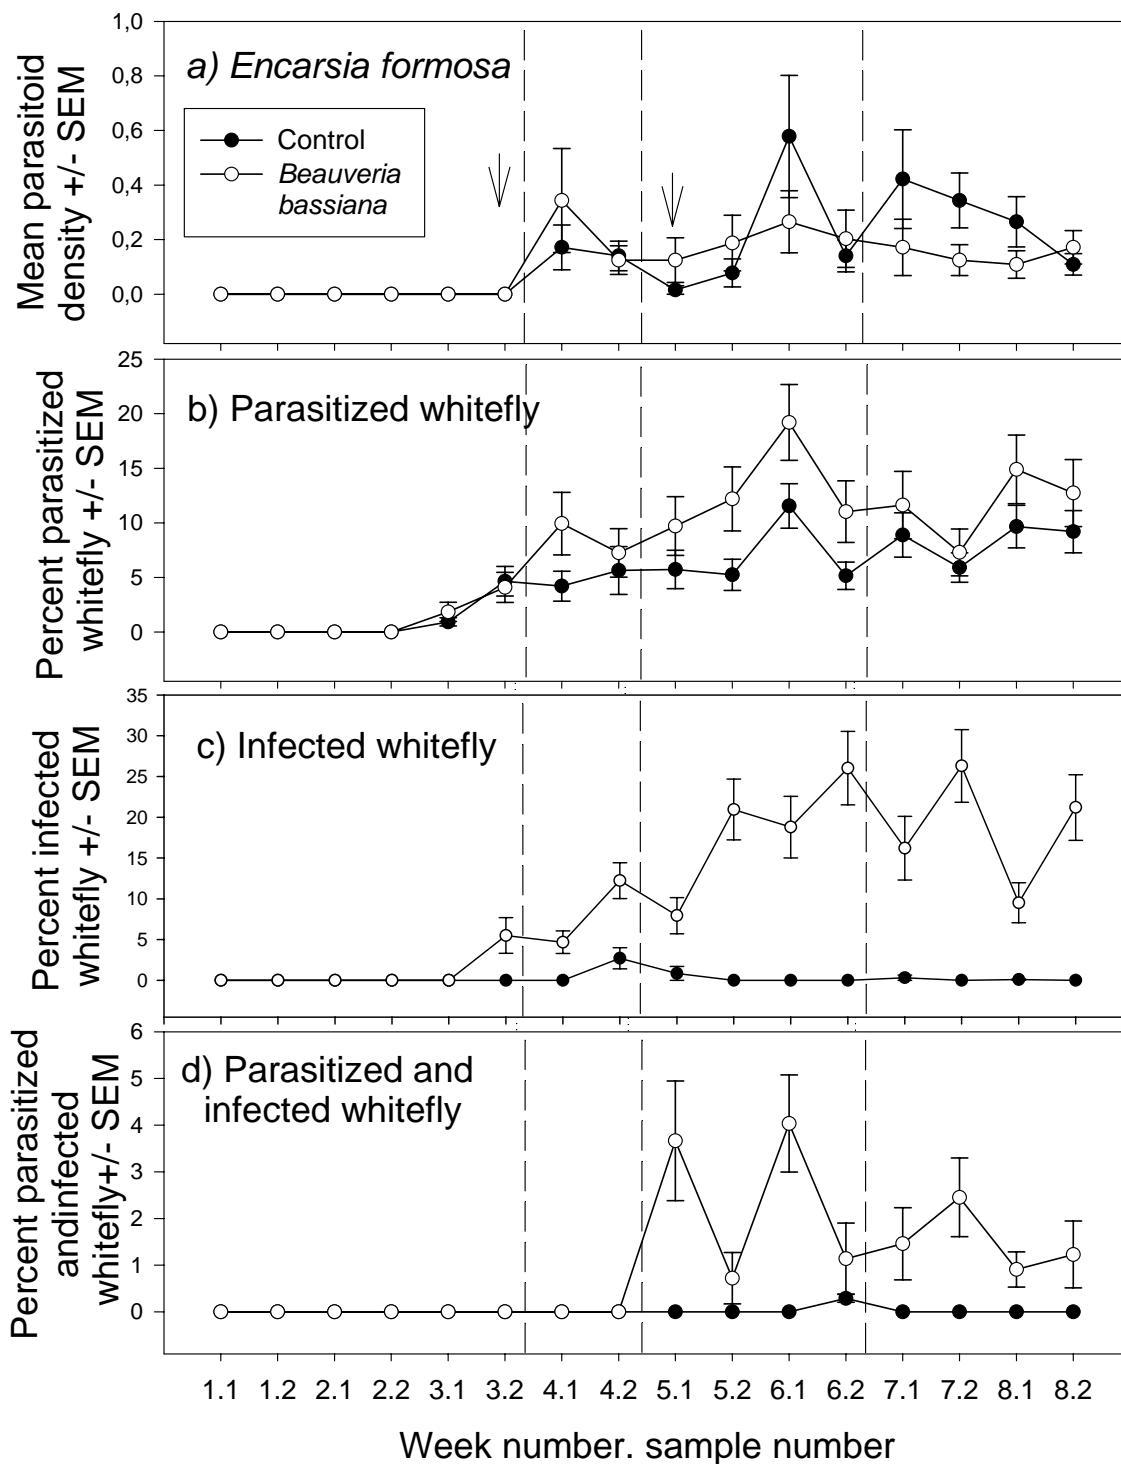 a) Encarsia formosa
Control
Beauveria
bassiana
Mean parasitoid
density +/- SEM
1,0
0,8
0,6
0,4
0,2
0,0
b) Parasitized whitefly
Percent parasitized
whitefly +/- SEM
25
20
15
10
5
0
c) Infected whitefly
Percent infected
whitefly +/- SEM
35
30
25
20
15
10
5
0
d) Parasitized and
infected whitefly
Percent parasitized
andinfected
whitefly+/- SEM
6
5
4
3
2
1
0
1.1 1.2 2.1 2.2 3.1 3.2 4.1 4.2 5.1 5.2 6.1 6.2 7.1 7.2 8.1 8.2
Week number. sample number